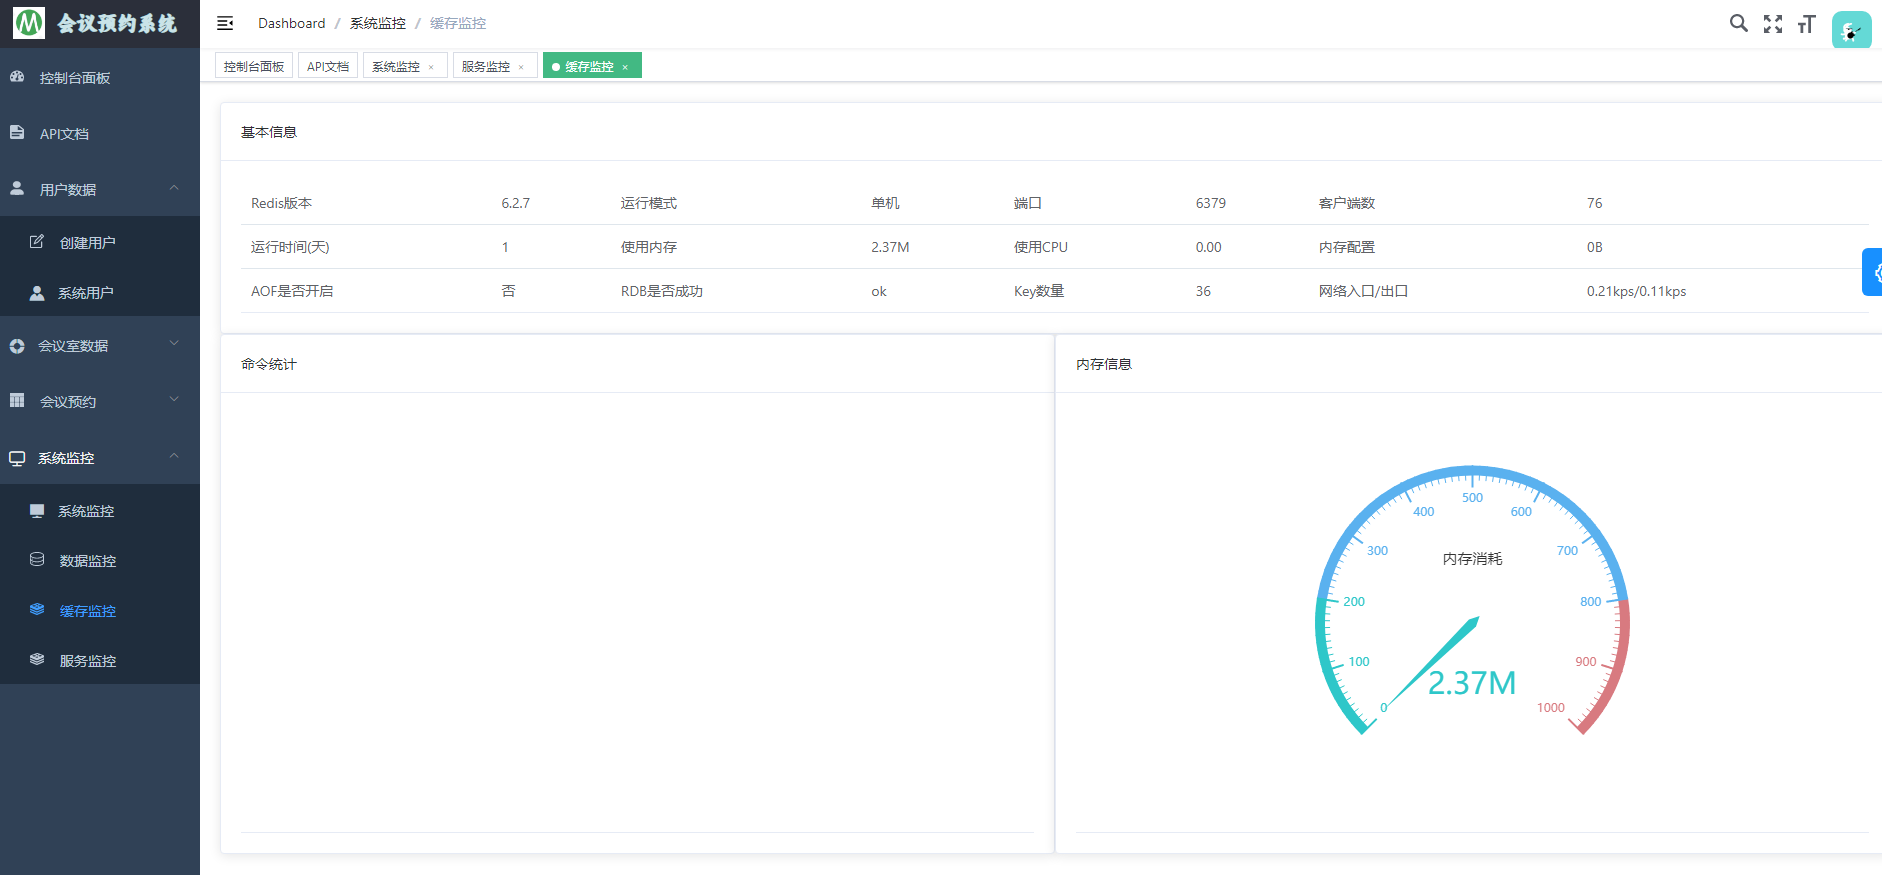 会议预约系统
Dashboard / 系统监控 / 缓存监控
控制台面板 API文档 系统监控 × 服务监控 × 缓存监控 ×
控制台面板
API文档
用户数据
创建用户
系统用户
会议室数据
会议预约
系统监控
系统监控
数据监控
缓存监控
服务监控
基本信息
Redis版本 6.2.7 运行模式 单机 端口 6379 客户端数 76
运行时间(天) 1 使用内存 2.37M 使用CPU 0.00 内存配置 0B
AOF是否开启 否 RDB是否成功 ok Key数量 36 网络入口/出口 0.21kps/0.11kps
命令统计
内存信息
内存消耗
0
100
200
300
400
500
600
700
800
900
1000
2.37M